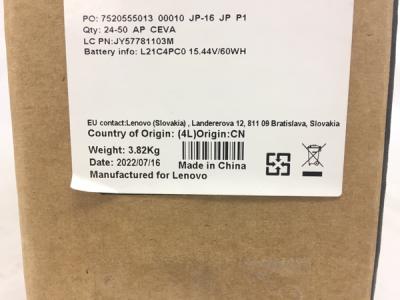 PO: 7520555013 00010 JP-16 JP P1
Qty: 24-50 AP CEVA
LC PN:JY57781103M
Battery info: L21C4PC0 15.44V/60WH
EU contact:Lenovo (Slovakia) , Landererova 12, 811 09 Bratislava, Slovakia
Country of Origin: (4L)Origin:CN
Weight: 3.82Kg
Date: 2022/07/16
Made in China
Manufactured for Lenovo